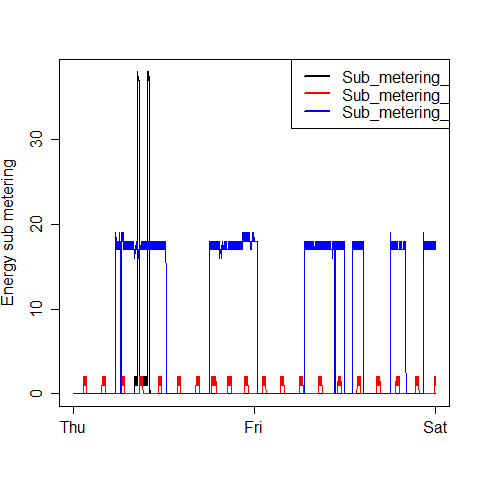 Sub_metering_
Sub_metering_
Sub_metering_
Energy sub metering
30
20
10
0
Thu Fri Sat